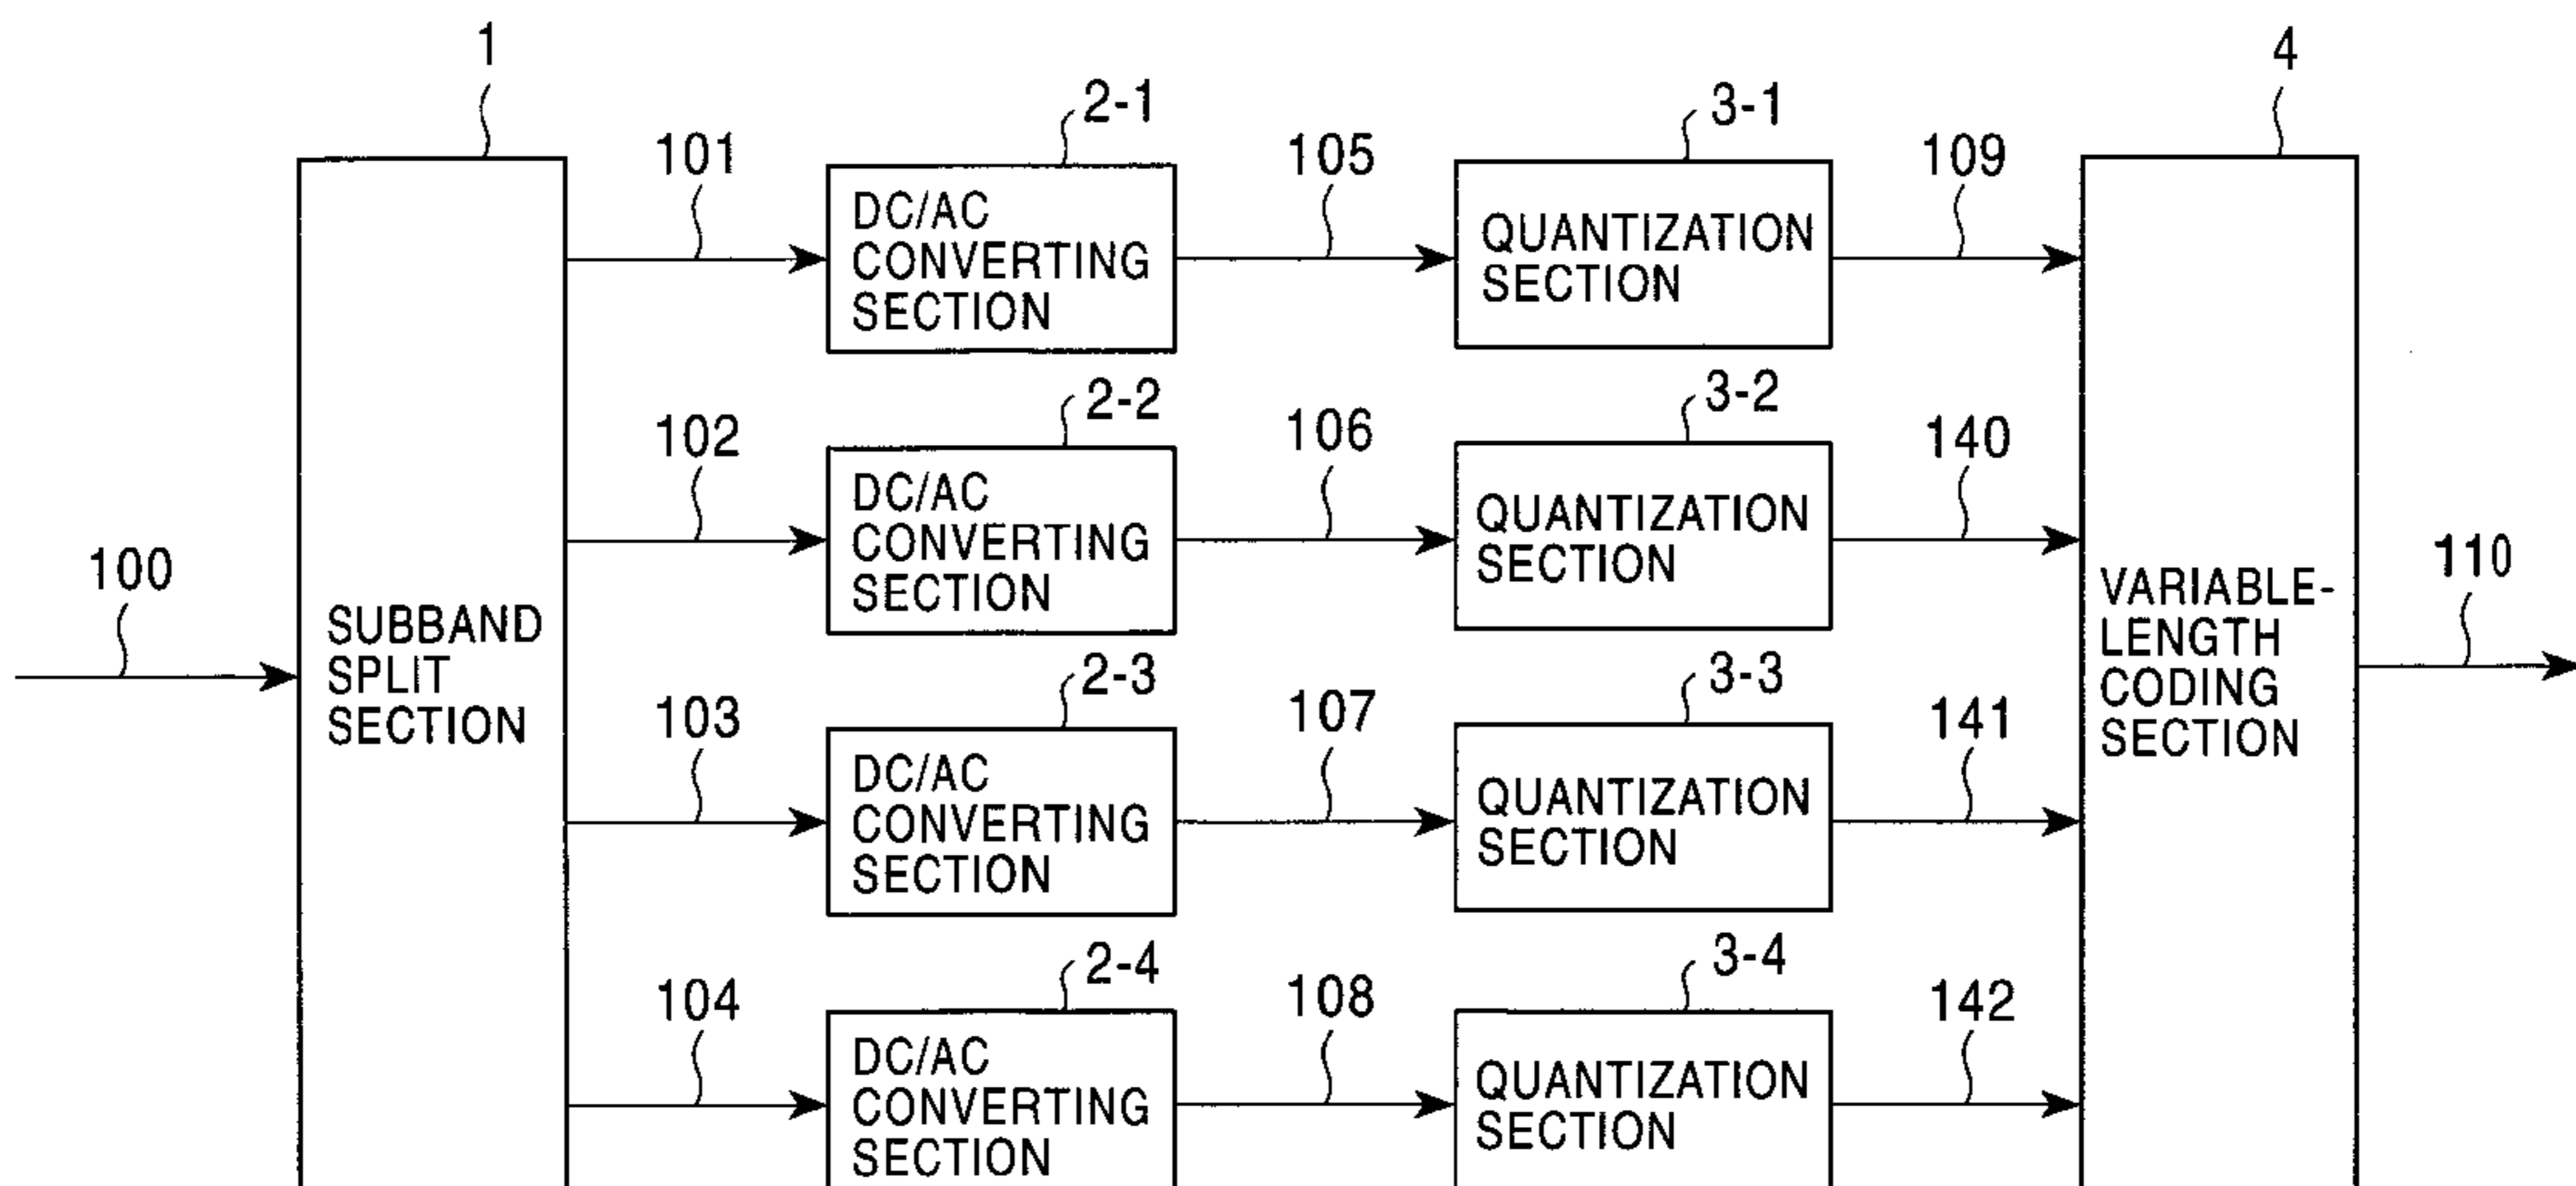 1
4
2-1
3-1
101
105
109
DC/AC
CONVERTING
SECTION
QUANTIZATION
SECTION
2-2
3-2
102
106
140
DC/AC
CONVERTING
SECTION
QUANTIZATION
SECTION
100
SUBBAND
SPLIT
SECTION
110
VARIABLE-
LENGTH
CODING
SECTION
2-3
3-3
103
107
141
DC/AC
CONVERTING
SECTION
QUANTIZATION
SECTION
2-4
3-4
104
108
142
DC/AC
CONVERTING
SECTION
QUANTIZATION
SECTION